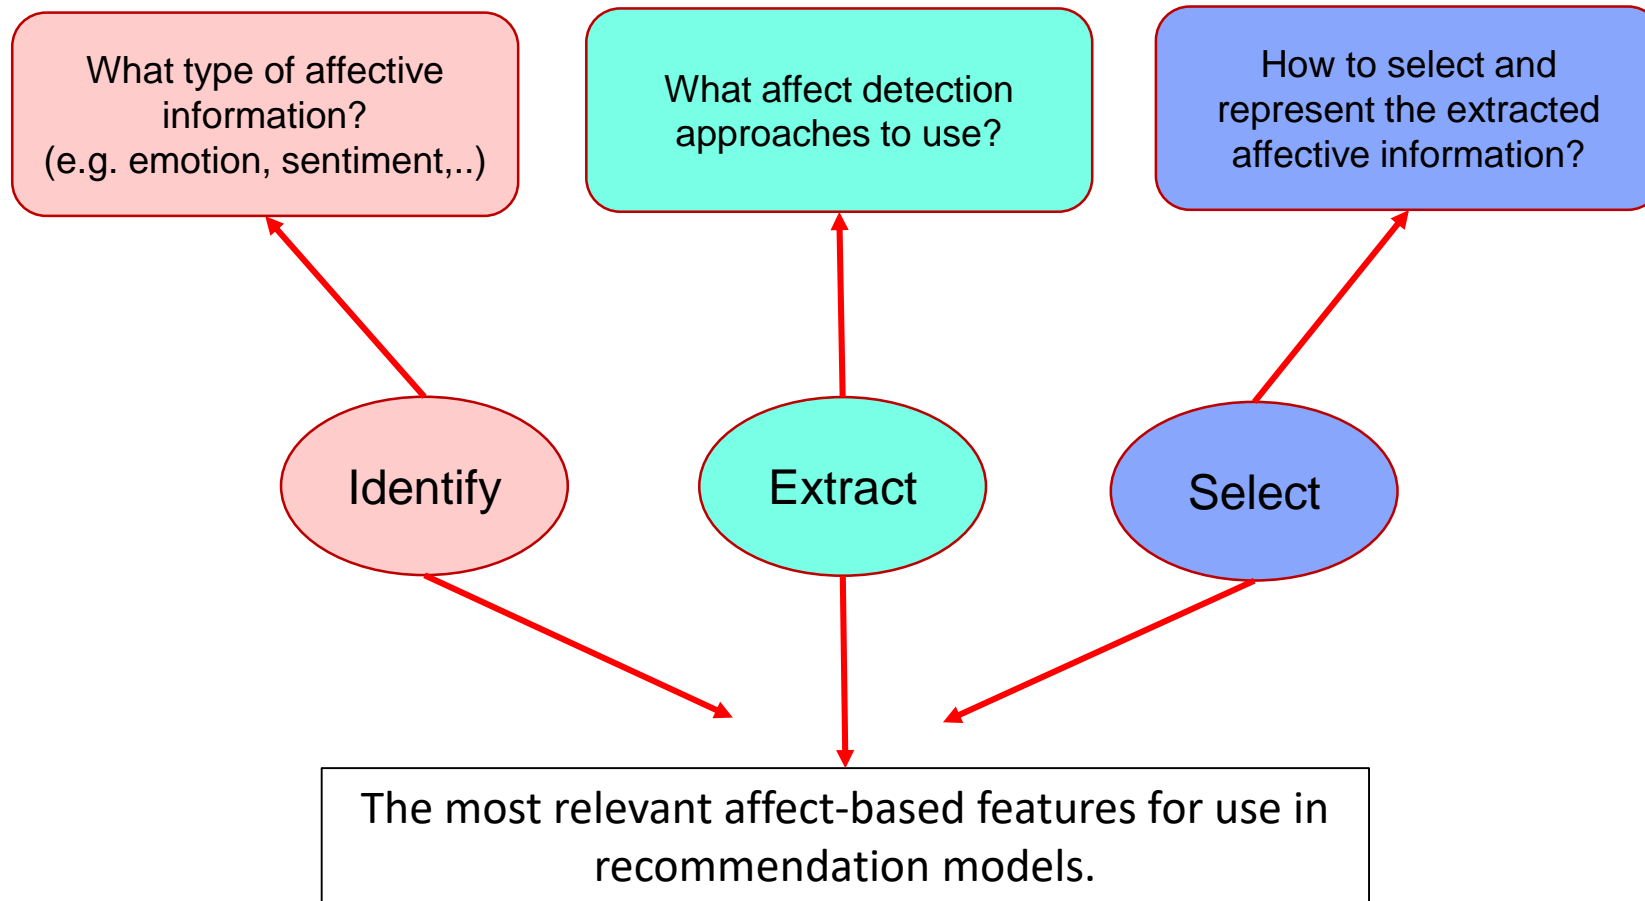 What type of affective
information?
(e.g. emotion, sentiment,..)
What affect detection
approaches to use?
How to select and
represent the extracted
affective information?
Identify
Extract
Select
The most relevant affect-based features for use in
recommendation models.